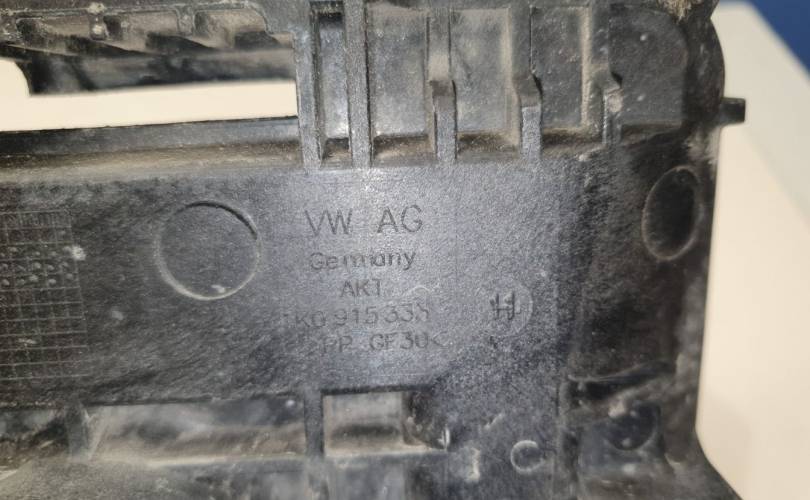 VW AG
Germany
AKT
1K0 915 333
>PP GF30<
H